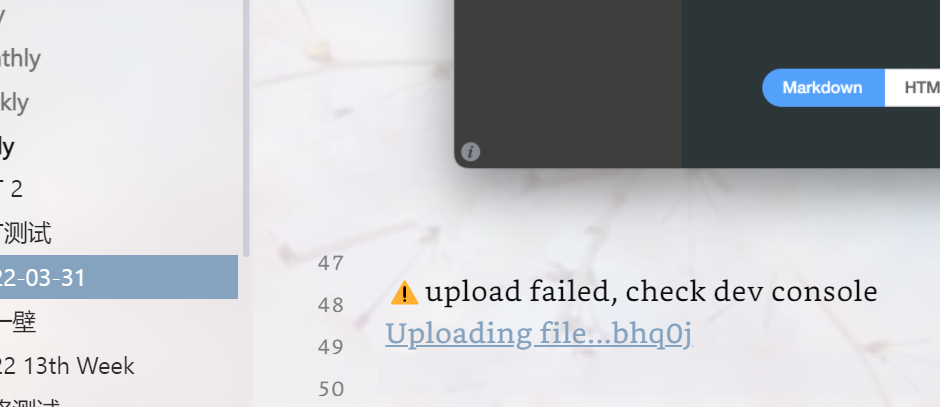 thly
kly
ly
2
测试
22-03-31
一壁
22 13th Week
Markdown
HTM
i
47
48
49
50
⚠ upload failed, check dev console
Uploading file...bhq0j